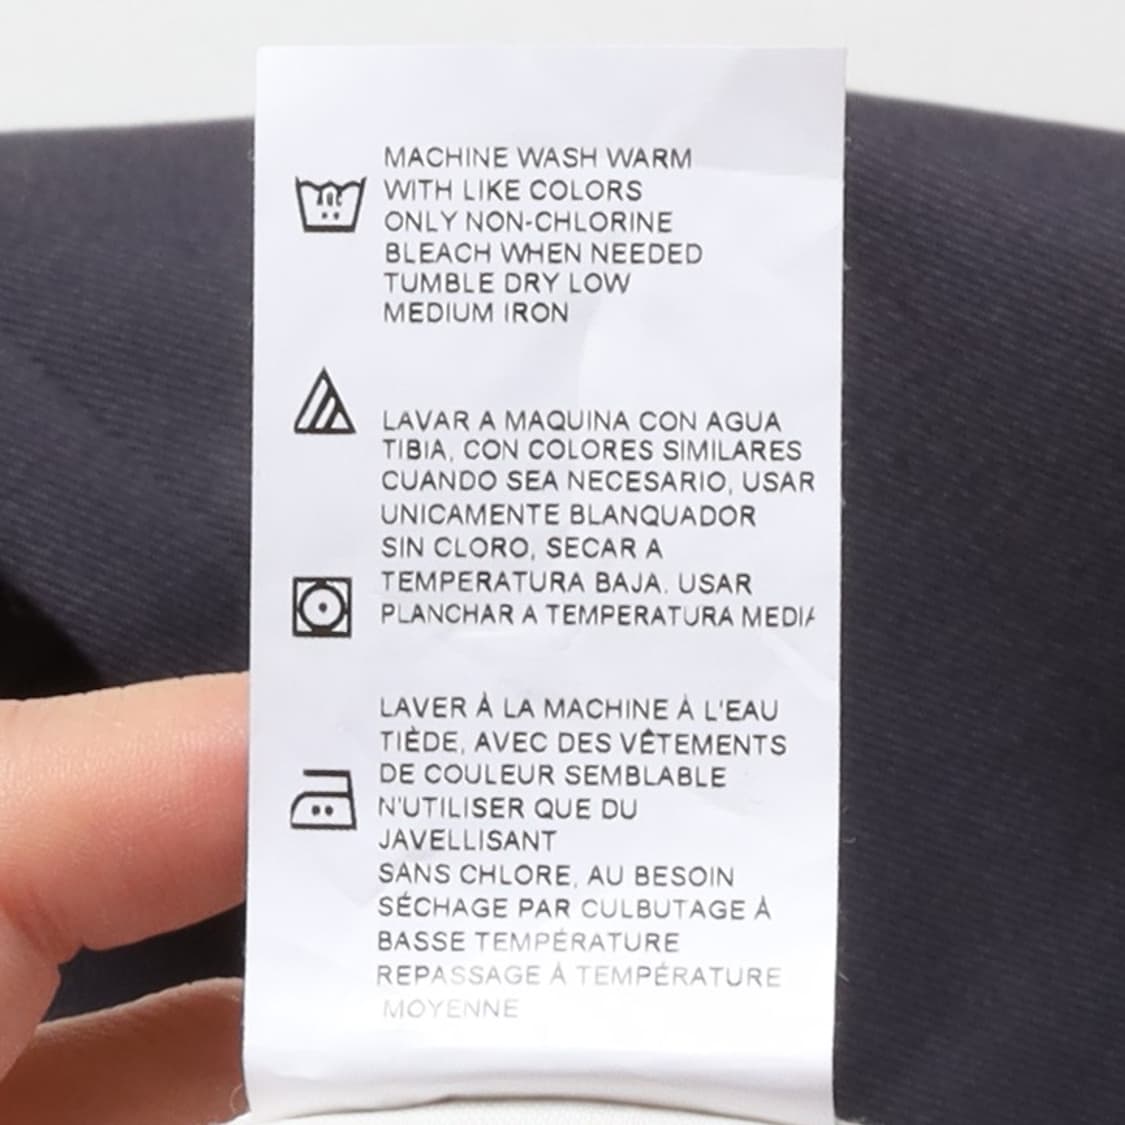 MACHINE WASH WARM
WITH LIKE COLORS
ONLY NON-CHLORINE
BLEACH WHEN NEEDED
TUMBLE DRY LOW
MEDIUM IRON
LAVAR A MAQUINA CON AGUA
TIBIA, CON COLORES SIMILARES
CUANDO SEA NECESARIO, USAR
UNICAMENTE BLANQUADOR
SIN CLORO, SECAR A
TEMPERATURA BAJA. USAR
PLANCHAR A TEMPERATURA MEDIA
LAVER À LA MACHINE À L'EAU
TIÈDE, AVEC DES VÊTEMENTS
DE COULEUR SEMBLABLE
N'UTILISER QUE DU
JAVELLISANT
SANS CHLORE, AU BESOIN
SÉCHAGE PAR CULBUTAGE À
BASSE TEMPÉRATURE
REPASSAGE À TEMPÉRATURE
MOYENNE